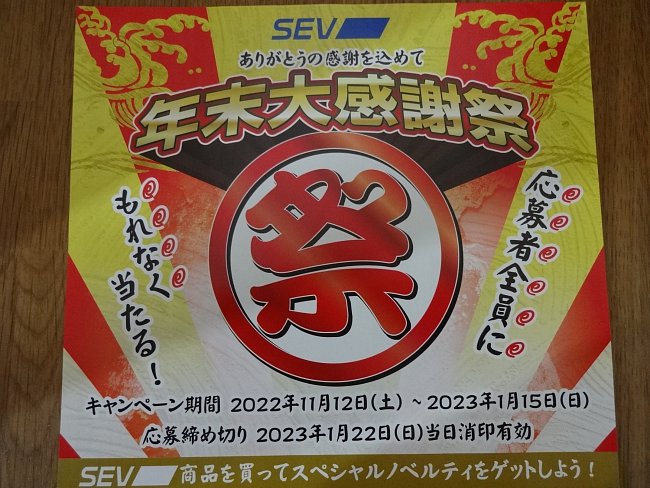 SEV
ありがとうの感謝を込めて
年末大感謝祭
祭
応募者全員に
もれなく
当たる!
キャンペーン期間 2022年11月12日(土) ~2023年1月15日(日)
応募締め切り 2023年1月22日(日)当日消印有効
SEV 商品を買ってスペシャルノベルティをゲットしよう!